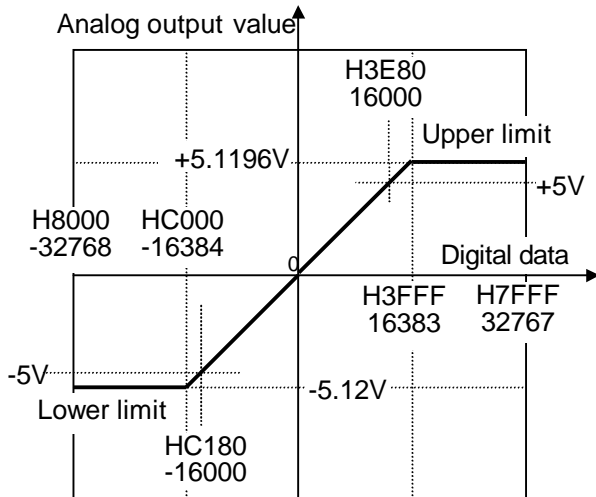 Analog output value
H3E80
16000
Upper limit
+5.1196V
+5V
H8000
-32768
HC000
-16384
0
Digital data
H3FFF
16383
H7FFF
32767
-5V
-5.12V
Lower limit
HC180
-16000